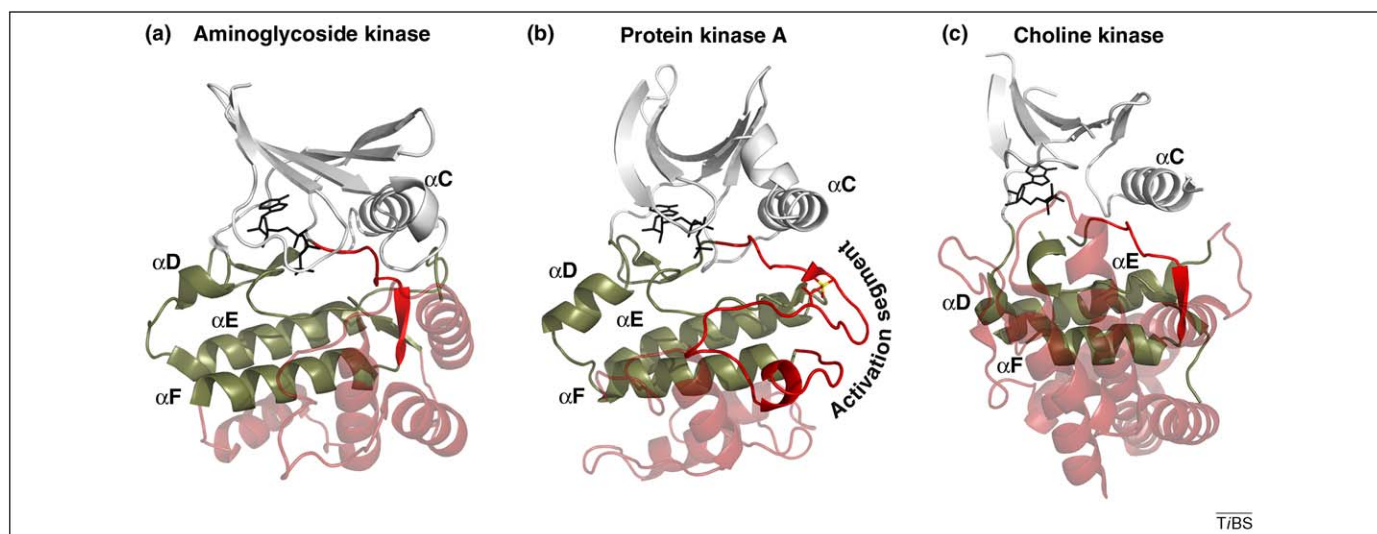 (a) Aminoglycoside kinase
(b) Protein kinase A
(c) Choline kinase
αC
αD
αE
αF
αC
αD
αE
αF
Activation segment
αC
αE
αD
αF
TiBS